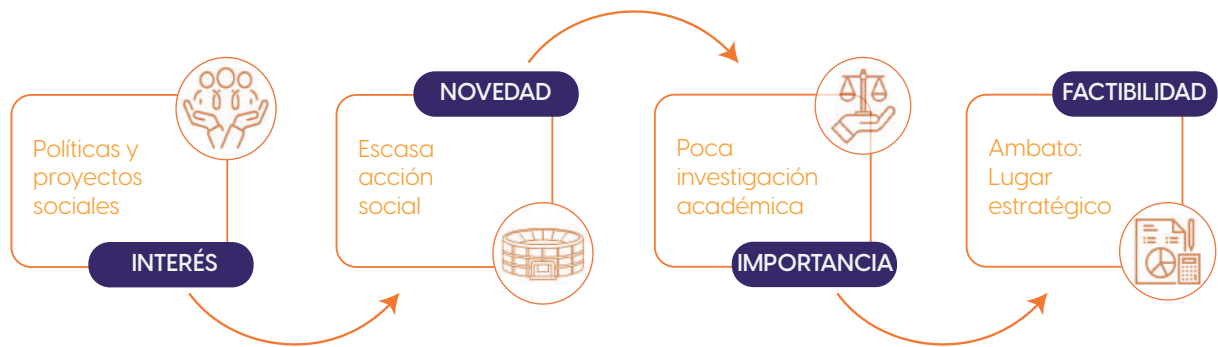 Políticas y
proyectos
sociales
INTERÉS
NOVEDAD
Escasa
acción
social
Poca
investigación
académica
IMPORTANCIA
FACTIBILIDAD
Ambato:
Lugar
estratégico